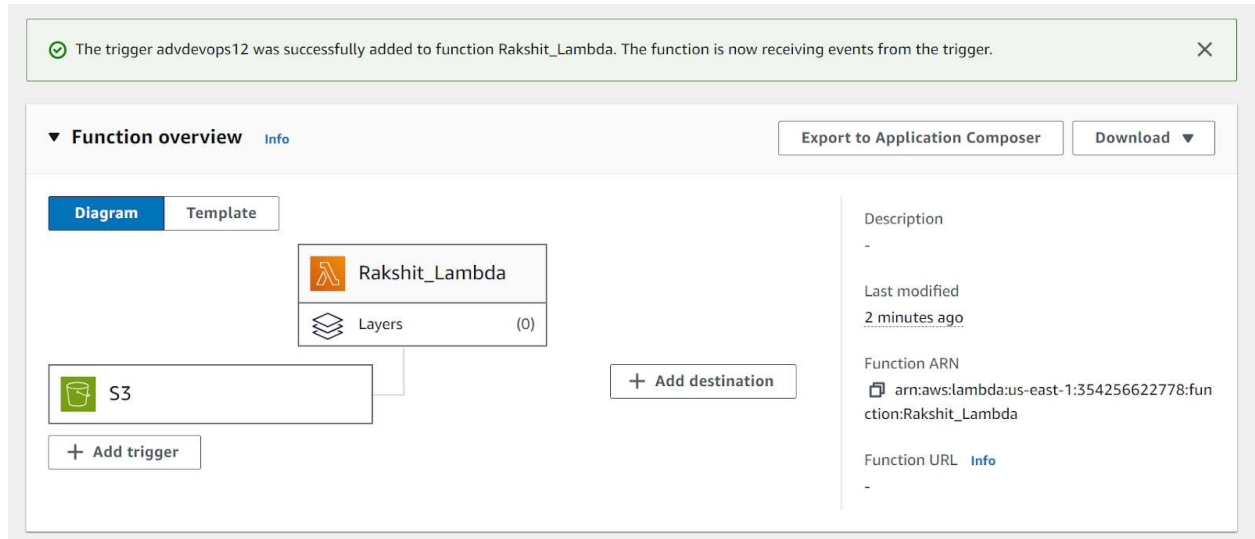 The trigger advdevops12 was successfully added to function Rakshit_Lambda. The function is now receiving events from the trigger.
Function overview Info
Export to Application Composer
Download
Diagram
Template
Rakshit_Lambda
Layers (0)
S3
+ Add trigger
+ Add destination
Description
-
Last modified
2 minutes ago
Function ARN
arn:aws:lambda:us-east-1:354256622778:fun
ction:Rakshit_Lambda
Function URL Info
-